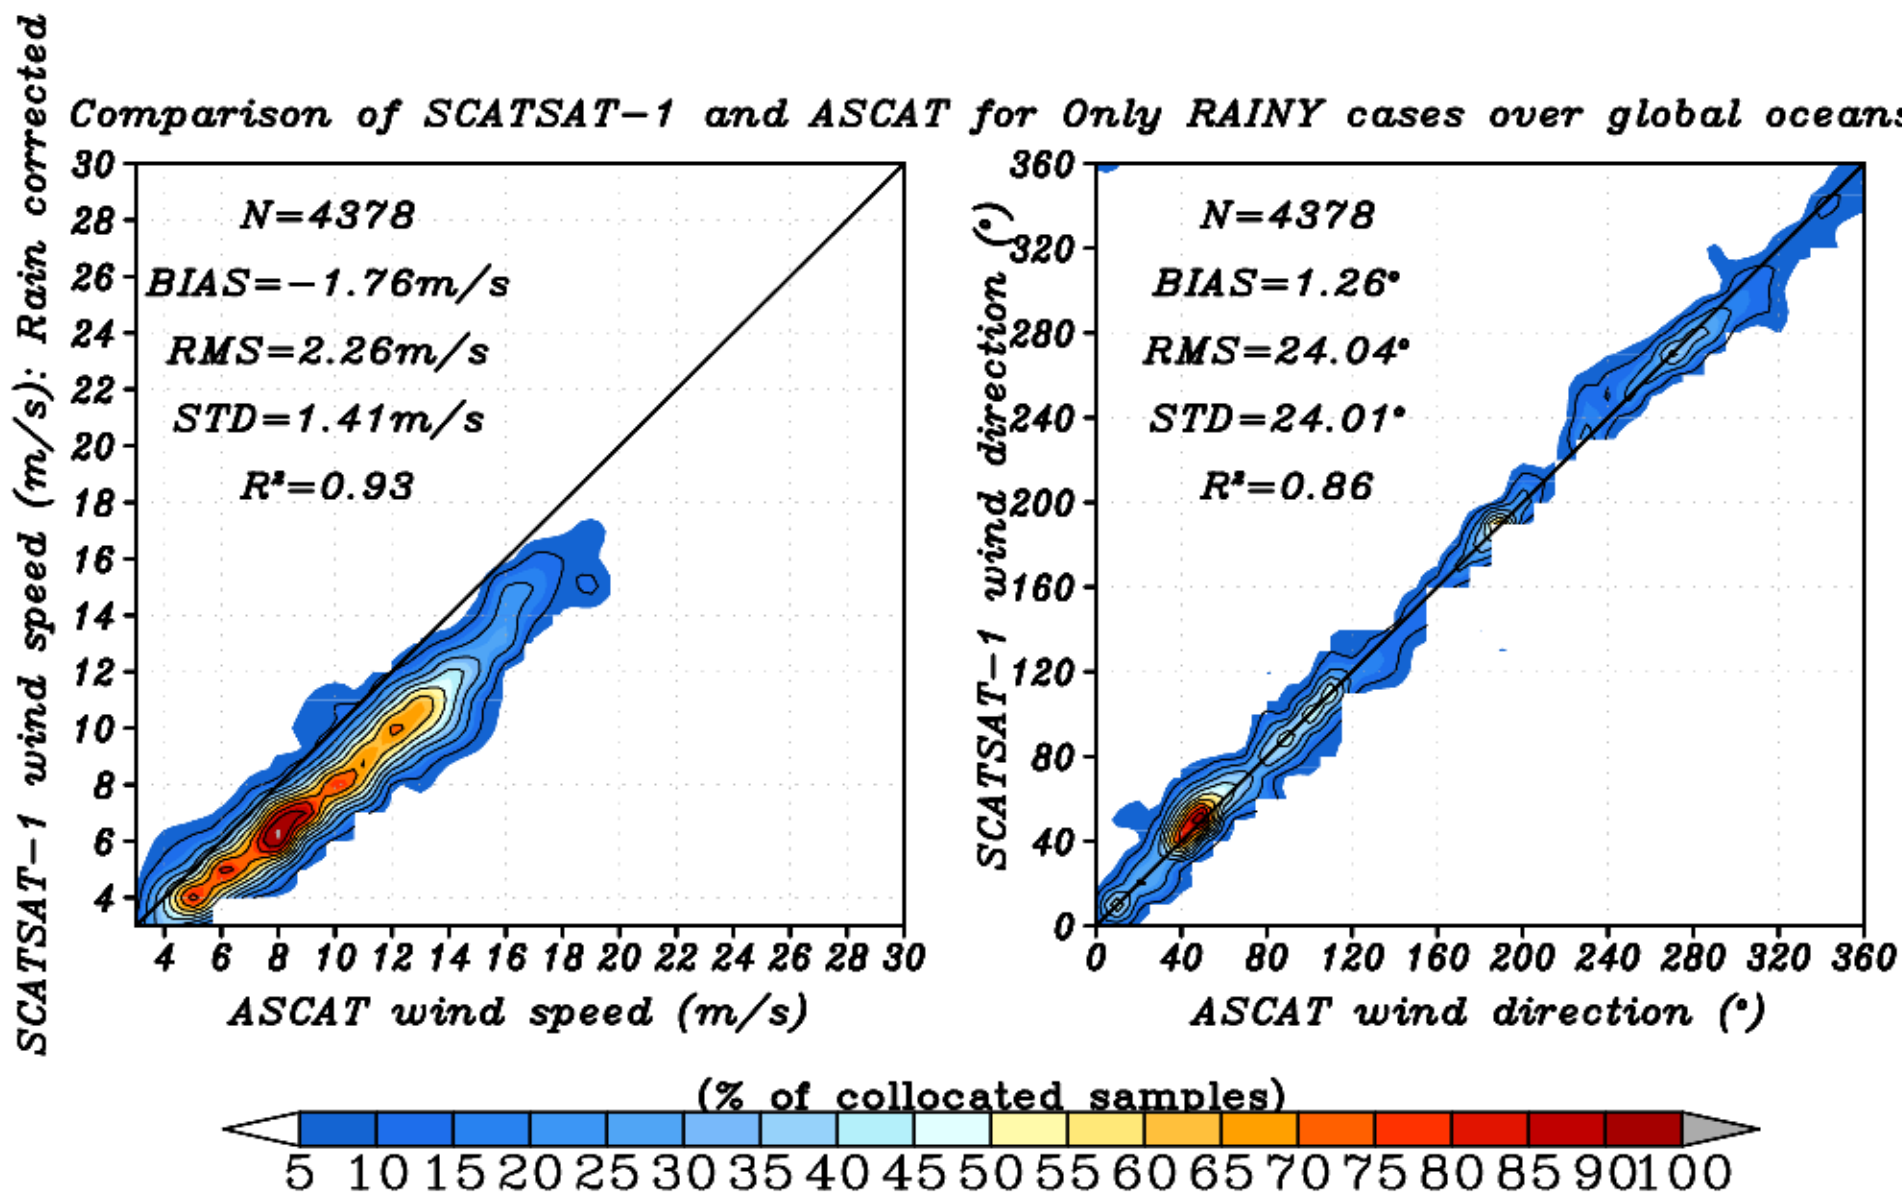 Comparison of SCATSAT-1 and ASCAT for Only RAINY cases over global oceans
SCATSAT-1 wind speed (m/s): Rain corrected
30
28
26
24
22
20
18
16
14
12
10
8
6
4
N=4378
BIAS=-1.76m/s
RMS=2.26m/s
STD=1.41m/s
R²=0.93
4 6 8 10 12 14 16 18 20 22 24 26 28 30
ASCAT wind speed (m/s)
SCATSAT-1 wind direction (°)
360
320
280
240
200
160
120
80
40
0
N=4378
BIAS=1.26°
RMS=24.04°
STD=24.01°
R²=0.86
0 40 80 120 160 200 240 280 320 360
ASCAT wind direction (°)
(% of collocated samples)
5 10 15 20 25 30 35 40 45 50 55 60 65 70 75 80 85 90 100